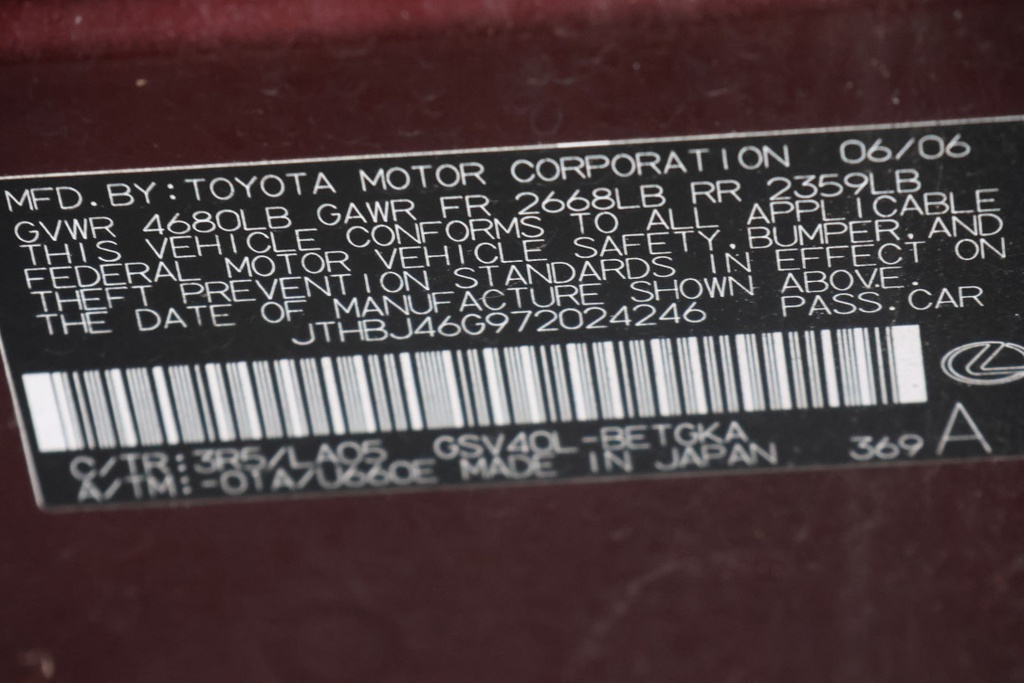 MFD. BY: TOYOTA MOTOR CORPORATION 06/06
GVWR 4680LB GAWR FR 2668LB RR 2359LB
THIS VEHICLE CONFORMS TO ALL APPLICABLE
FEDERAL MOTOR VEHICLE SAFETY, BUMPER, AND
THEFT PREVENTION STANDARDS IN EFFECT ON
THE DATE OF MANUFACTURE SHOWN ABOVE.
JTHBJ46G972024246 PASS. CAR
C/TR: 3R5/LA05 GSV40L-BETGKA 369 A
A/TM: -01A/U660E MADE IN JAPAN